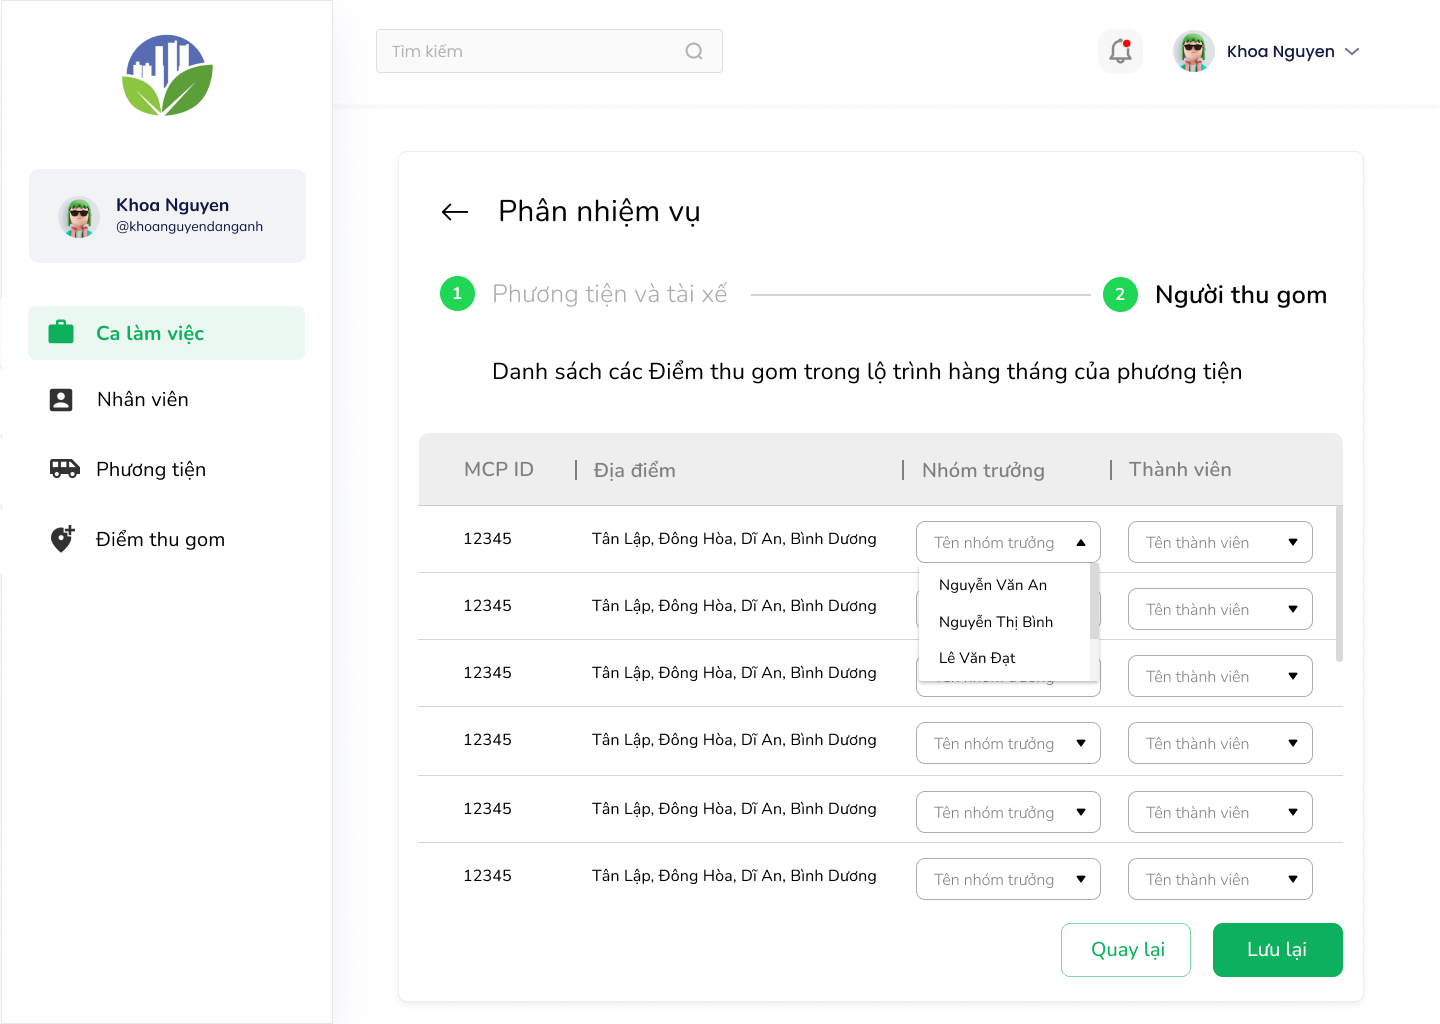 Tìm kiếm
Khoa Nguyen
Khoa Nguyen
@khoanguyendanganh
Ca làm việc
Nhân viên
Phương tiện
Điểm thu gom
Phân nhiệm vụ
1 Phương tiện và tài xế
2 Người thu gom
Danh sách các Điểm thu gom trong lộ trình hàng tháng của phương tiện
MCP ID | Địa điểm | Nhóm trưởng | Thành viên
12345 Tân Lập, Đông Hòa, Dĩ An, Bình Dương Tên nhóm trưởng Tên thành viên
Nguyễn Văn An
12345 Tân Lập, Đông Hòa, Dĩ An, Bình Dương Nguyễn Thị Bình Tên thành viên
Lê Văn Đạt
12345 Tân Lập, Đông Hòa, Dĩ An, Bình Dương Tên thành viên
12345 Tân Lập, Đông Hòa, Dĩ An, Bình Dương Tên nhóm trưởng Tên thành viên
12345 Tân Lập, Đông Hòa, Dĩ An, Bình Dương Tên nhóm trưởng Tên thành viên
12345 Tân Lập, Đông Hòa, Dĩ An, Bình Dương Tên nhóm trưởng Tên thành viên
Quay lại
Lưu lại